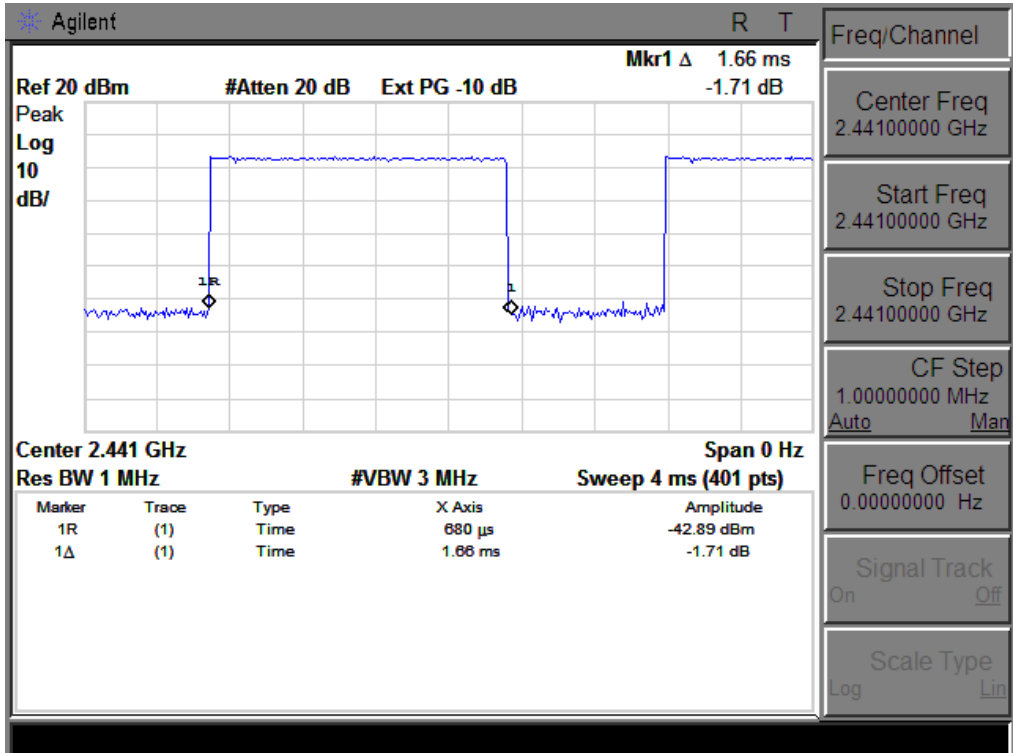 Agilent R T
Mkr1 Δ 1.66 ms
Ref 20 dBm #Atten 20 dB Ext PG -10 dB -1.71 dB
Peak
Log
10
dB/
1R
1
Center 2.441 GHz Span 0 Hz
Res BW 1 MHz #VBW 3 MHz Sweep 4 ms (401 pts)
Marker Trace Type X Axis Amplitude
1R (1) Time 680 µs -42.89 dBm
1Δ (1) Time 1.66 ms -1.71 dB
Freq/Channel
Center Freq
2.44100000 GHz
Start Freq
2.44100000 GHz
Stop Freq
2.44100000 GHz
CF Step
1.00000000 MHz
Auto Man
Freq Offset
0.00000000 Hz
Signal Track
On Off
Scale Type
Log Lin